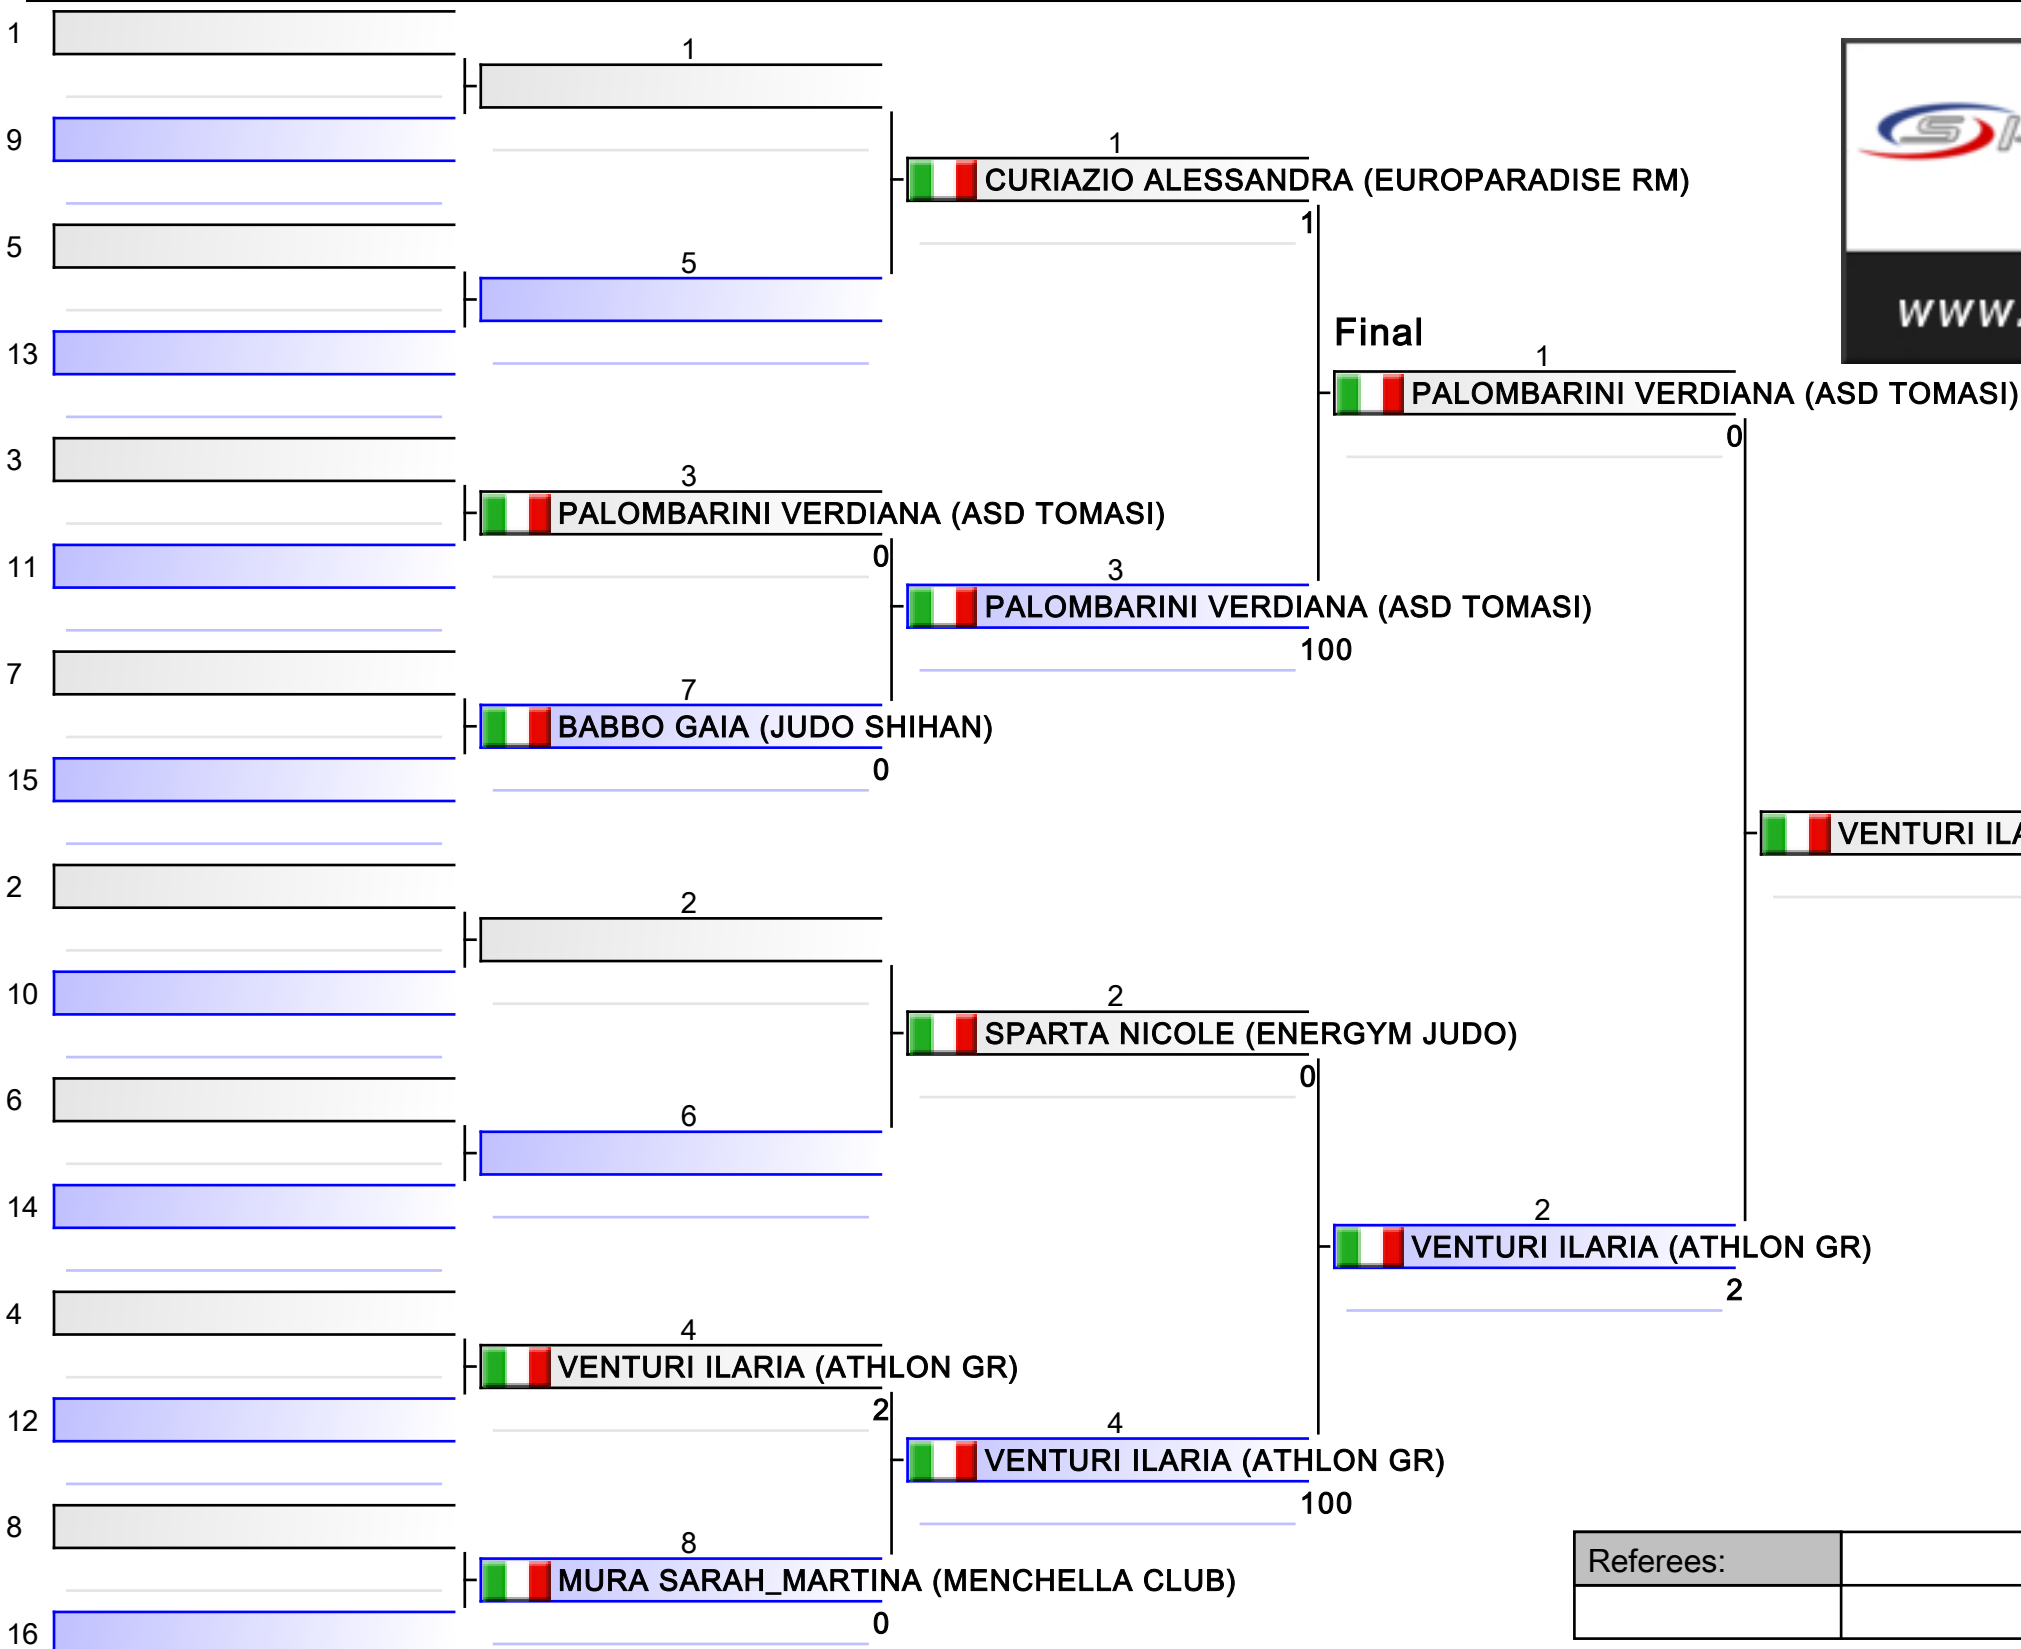 1
9
5
13
3
11
7
15
2
10
6
14
4
12
8
16
1
5
3
PALOMBARINI VERDIANA (ASD TOMASI)
0
7
BABBO GAIA (JUDO SHIHAN)
0
2
6
4
VENTURI ILARIA (ATHLON GR)
2
8
MURA SARAH_MARTINA (MENCHELLA CLUB)
0
1
CURIAZIO ALESSANDRA (EUROPARADISE RM)
1
3
PALOMBARINI VERDIANA (ASD TOMASI)
100
2
SPARTA NICOLE (ENERGYM JUDO)
0
4
VENTURI ILARIA (ATHLON GR)
100
Final
1
PALOMBARINI VERDIANA (ASD TOMASI)
0
2
VENTURI ILARIA (ATHLON GR)
2
VENTURI
www.
Referees: